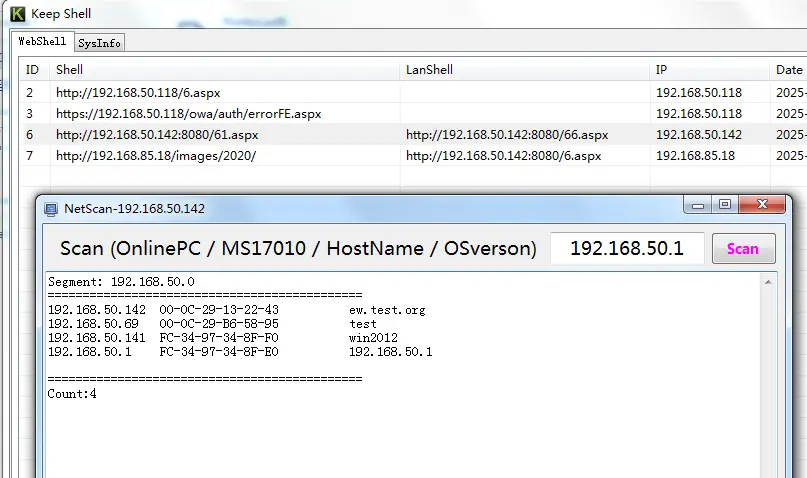 Keep Shell
WebShell SysInfo
ID Shell LanShell IP Date
2 http://192.168.50.118/6.aspx 192.168.50.118 2025-
3 https://192.168.50.118/owa/auth/errorFE.aspx 192.168.50.118 2025-
6 http://192.168.50.142:8080/61.aspx http://192.168.50.142:8080/66.aspx 192.168.50.142 2025-
7 http://192.168.85.18/images/2020/ http://192.168.50.142:8080/6.aspx 192.168.85.18 2025-
NetScan-192.168.50.142
Scan (OnlinePC / MS17010 / HostName / OSverson) 192.168.50.1 Scan
Segment: 192.168.50.0
=============================================
192.168.50.142 00-0C-29-13-22-43 ew.test.org
192.168.50.69 00-0C-29-B6-58-95 test
192.168.50.141 FC-34-97-34-8F-F0 win2012
192.168.50.1 FC-34-97-34-8F-E0 192.168.50.1
=============================================
Count:4